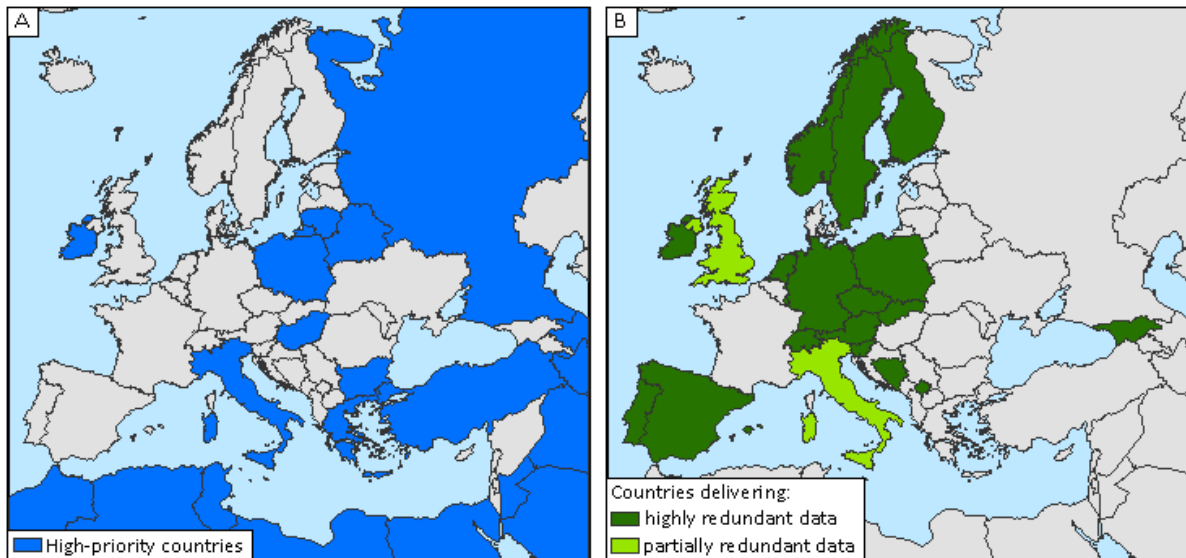 A
High-priority countries
B
Countries delivering:
highly redundant data
partially redundant data